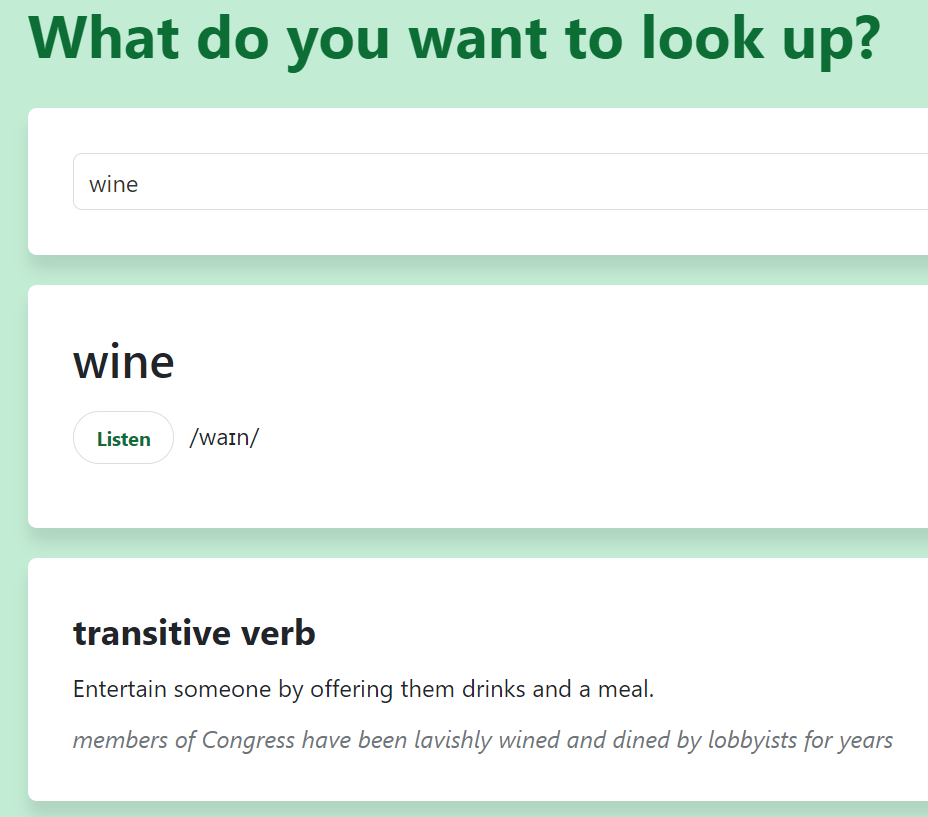 What do you want to look up?
wine
wine
Listen /waɪn/
transitive verb
Entertain someone by offering them drinks and a meal.
members of Congress have been lavishly wined and dined by lobbyists for years